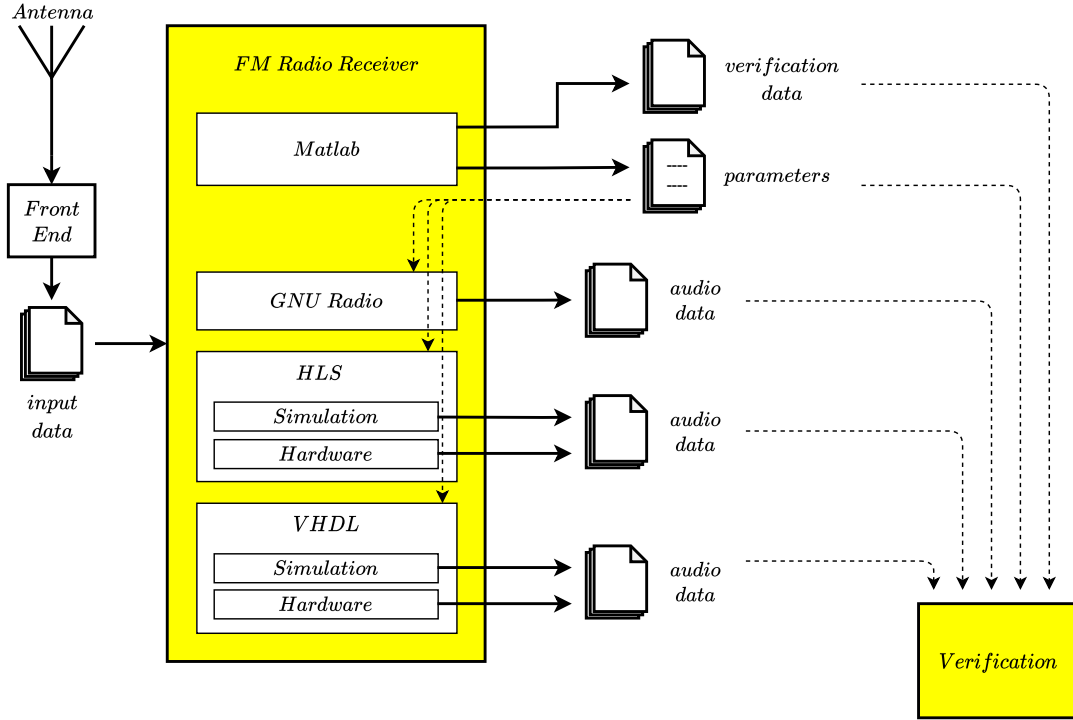 Antenna
Front
End
input
data
FM Radio Receiver
Matlab
GNU Radio
HLS
Simulation
Hardware
VHDL
Simulation
Hardware
verification
data
----
----
parameters
audio
data
audio
data
audio
data
Verification